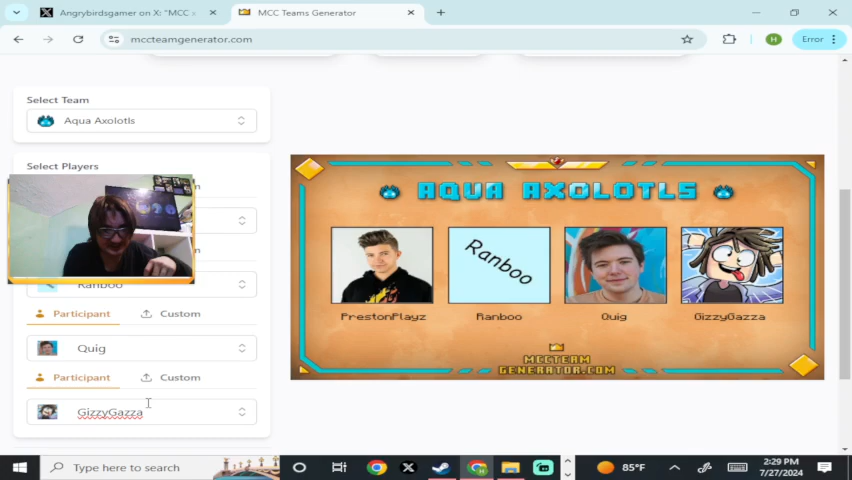 Angrybirdsgamer on X: "MCC x
MCC Teams Generator
mccteamgenerator.com
H
Error
Select Team
Aqua Axolotls
Select Players
Ranboo
Participant
Custom
Quig
Participant
Custom
GizzyGazza
AQUA AXOLOTLS
Ranboo
PrestonPlayz
Ranboo
Quig
GizzyGazza
MCCTEAM
GENERATOR.COM
Type here to search
85°F
2:29 PM
7/27/2024